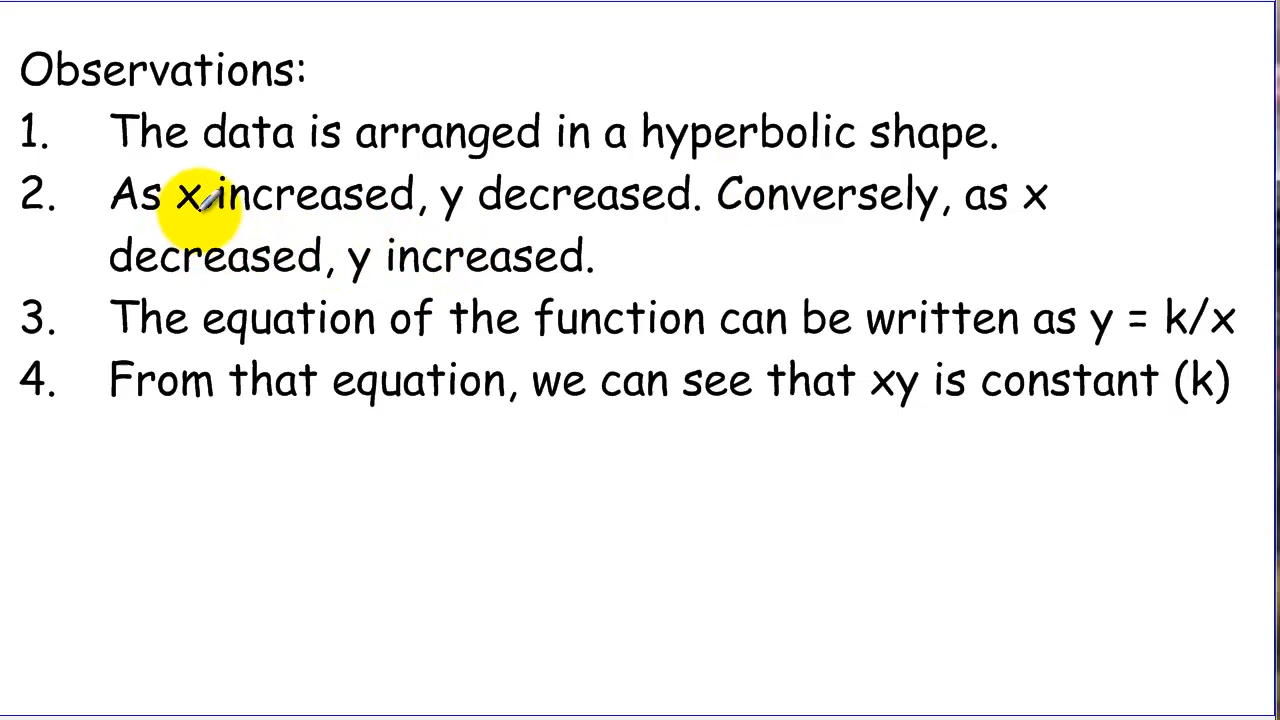 Observations:
1. The data is arranged in a hyperbolic shape.
2. As x increased, y decreased. Conversely, as x
decreased, y increased.
3. The equation of the function can be written as y = k/x
4. From that equation, we can see that xy is constant (k)